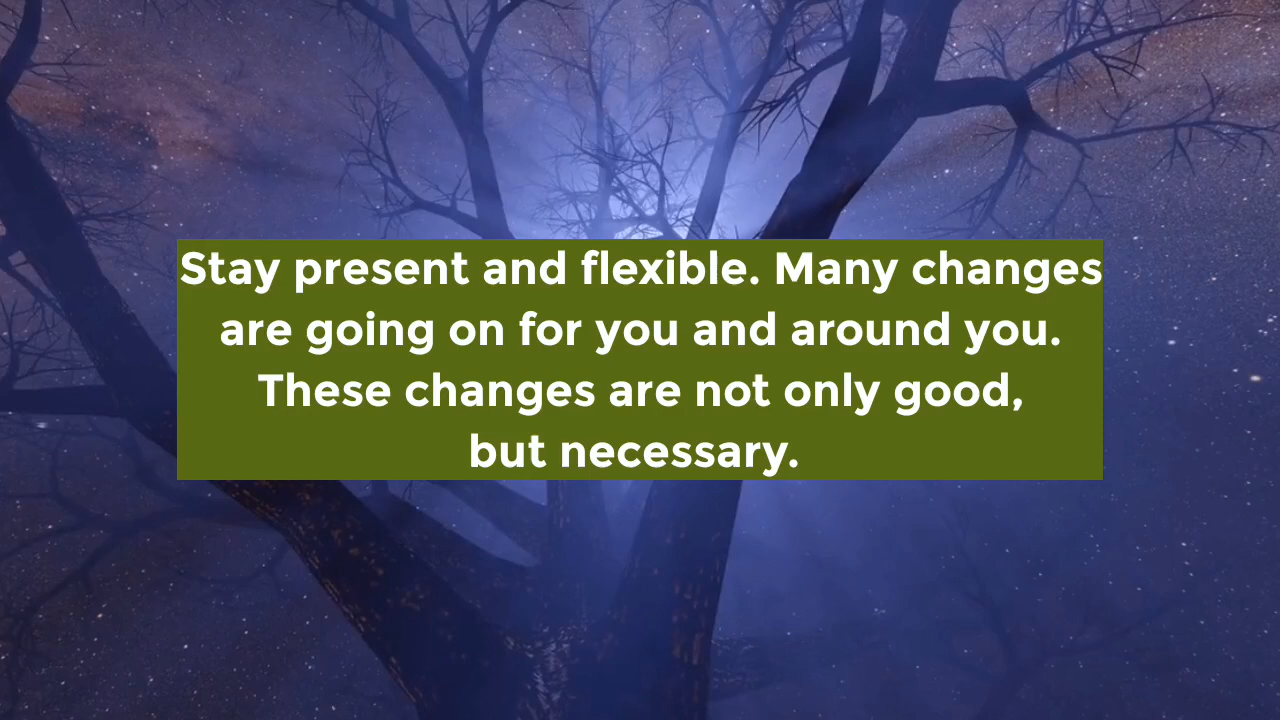 Stay present and flexible. Many changes
are going on for you and around you.
These changes are not only good,
but necessary.